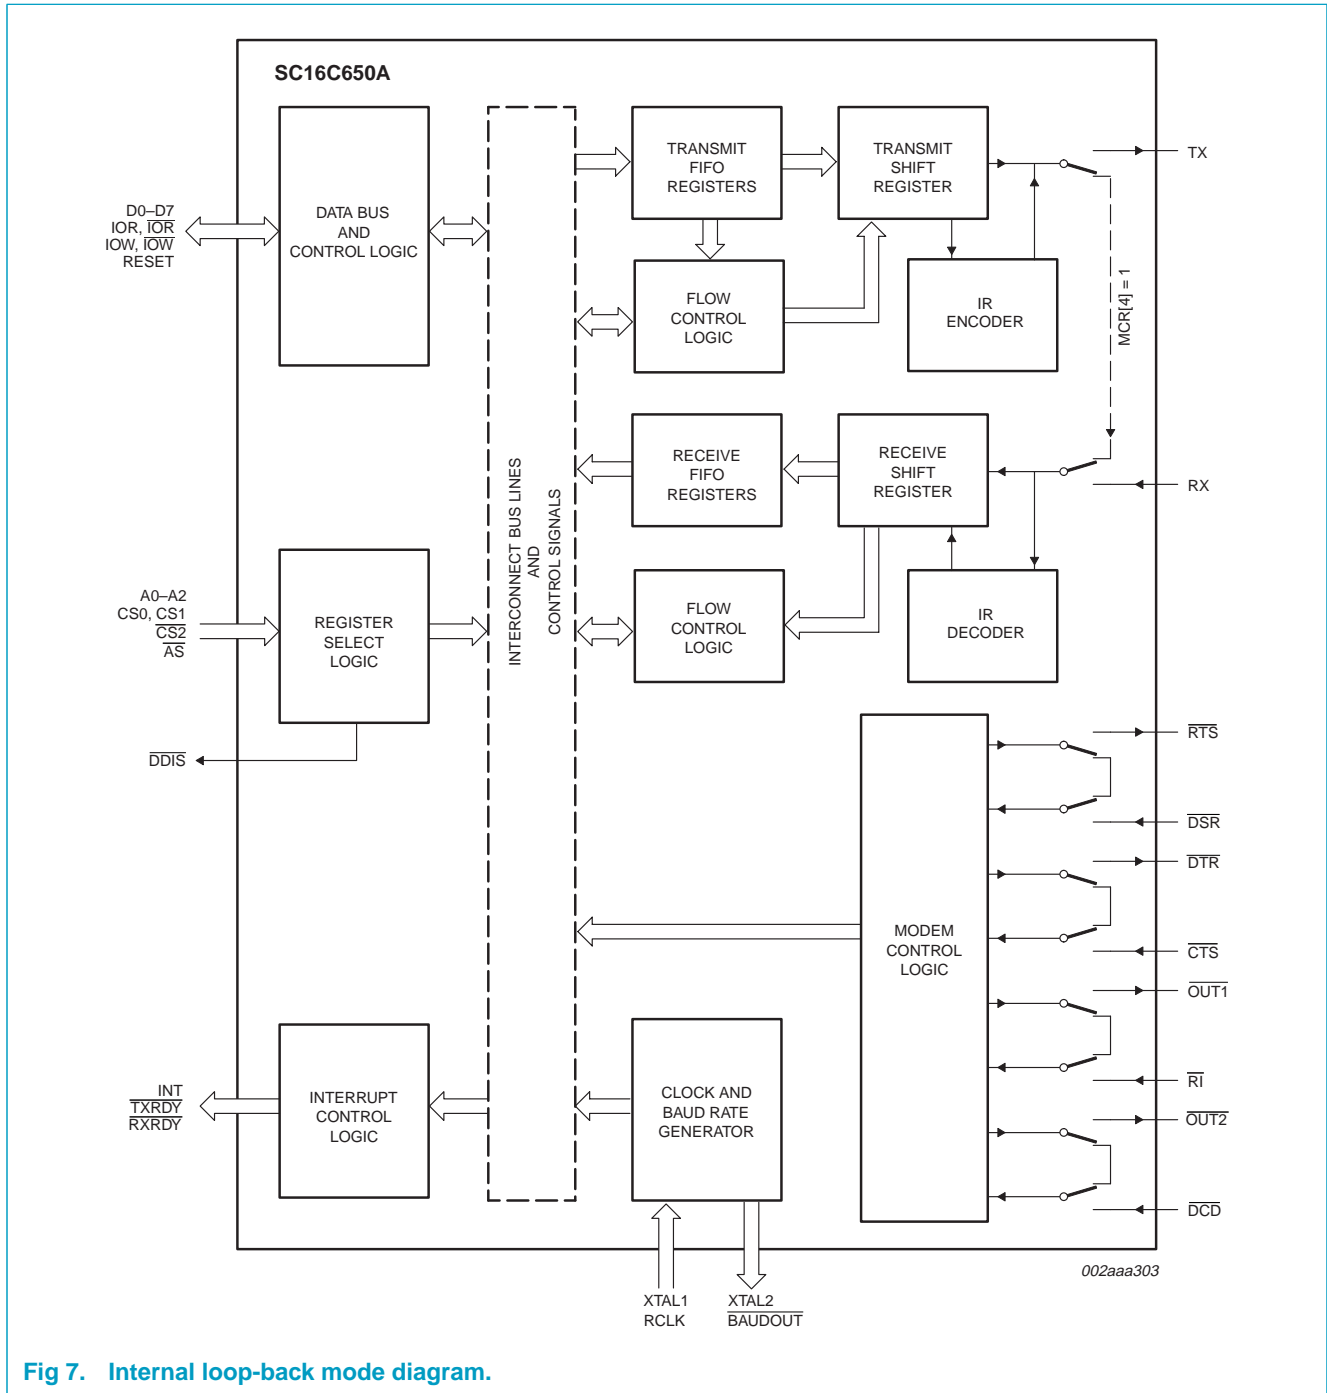 SC16C650A
D0–D7
IOR, IOR
IOW, IOW
RESET
DATA BUS
AND
CONTROL LOGIC
TRANSMIT
FIFO
REGISTERS
TRANSMIT
SHIFT
REGISTER
TX
FLOW
CONTROL
LOGIC
IR
ENCODER
MCR[4] = 1
INTERCONNECT BUS LINES
AND
CONTROL SIGNALS
RECEIVE
FIFO
REGISTERS
RECEIVE
SHIFT
REGISTER
RX
A0–A2
CS0, CS1
CS2
AS
REGISTER
SELECT
LOGIC
FLOW
CONTROL
LOGIC
IR
DECODER
DDIS
RTS
DSR
DTR
MODEM
CONTROL
LOGIC
CTS
OUT1
RI
OUT2
DCD
INT
TXRDY
RXRDY
INTERRUPT
CONTROL
LOGIC
CLOCK AND
BAUD RATE
GENERATOR
XTAL1
RCLK
XTAL2
BAUDOUT
002aaa303
Fig 7. Internal loop-back mode diagram.